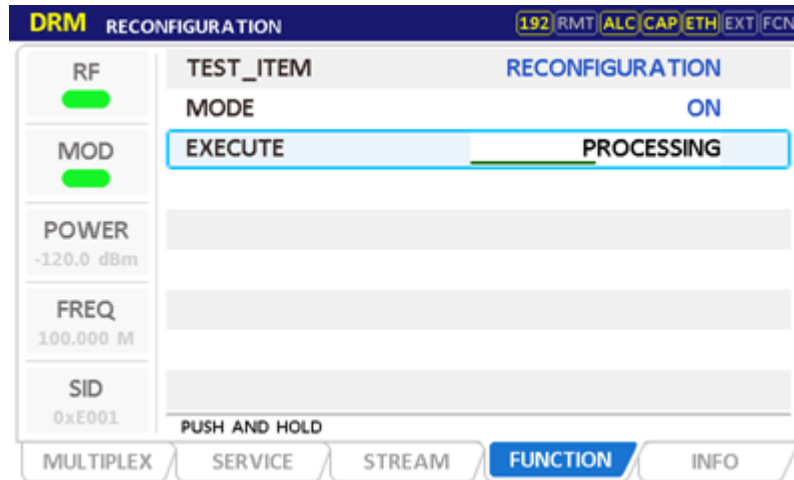 DRM RECONFIGURATION 192 RMT ALC CAP ETH EXT FCN
RF
TEST_ITEM RECONFIGURATION
MODE ON
MOD
EXECUTE PROCESSING
POWER
-120.0 dBm
FREQ
100.000 M
SID
0xE001
PUSH AND HOLD
MULTIPLEX SERVICE STREAM FUNCTION INFO